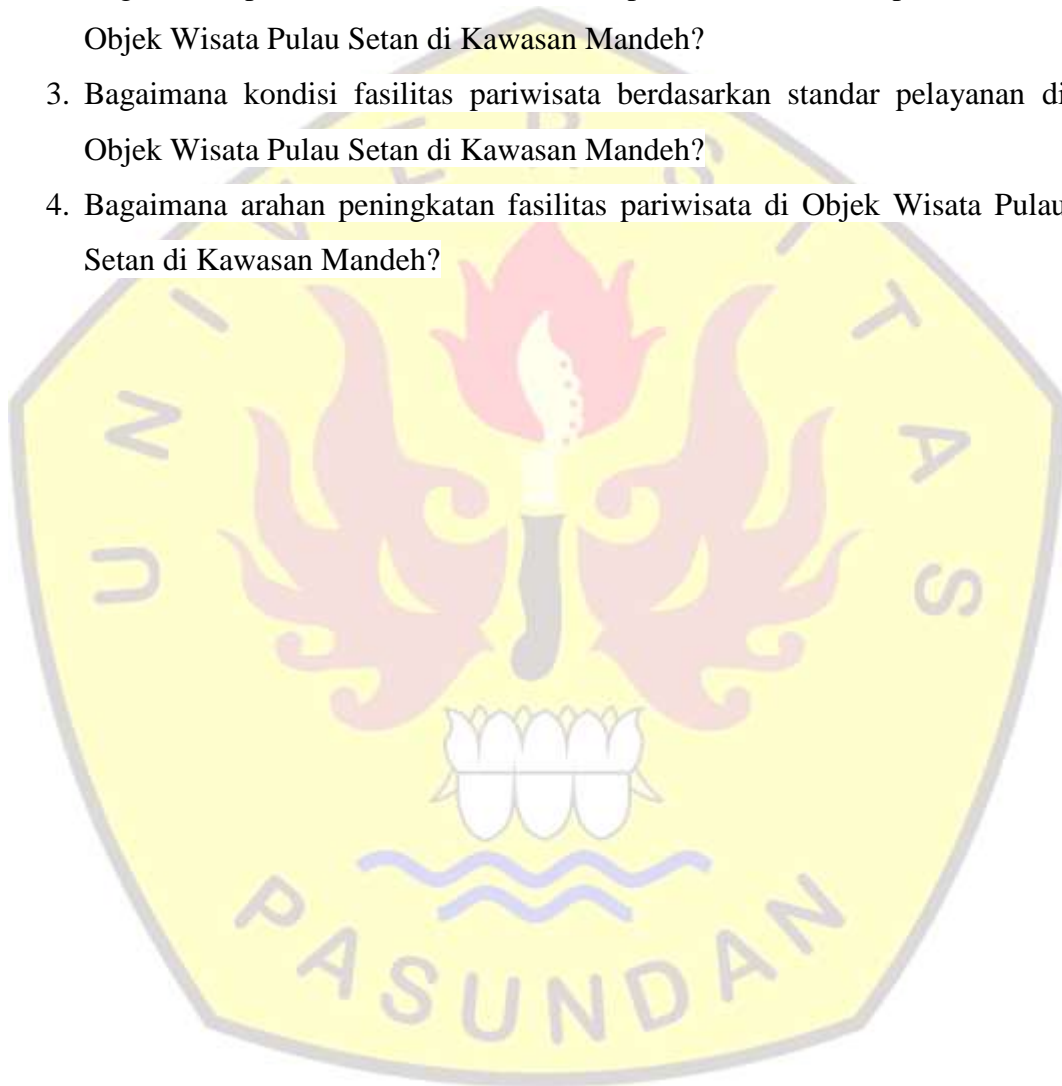 Objek Wisata Pulau Setan di Kawasan Mandeh?
3. Bagaimana kondisi fasilitas pariwisata berdasarkan standar pelayanan di
Objek Wisata Pulau Setan di Kawasan Mandeh?
4. Bagaimana arahan peningkatan fasilitas pariwisata di Objek Wisata Pulau
Setan di Kawasan Mandeh?
UNIVERSITAS
PASUNDAN